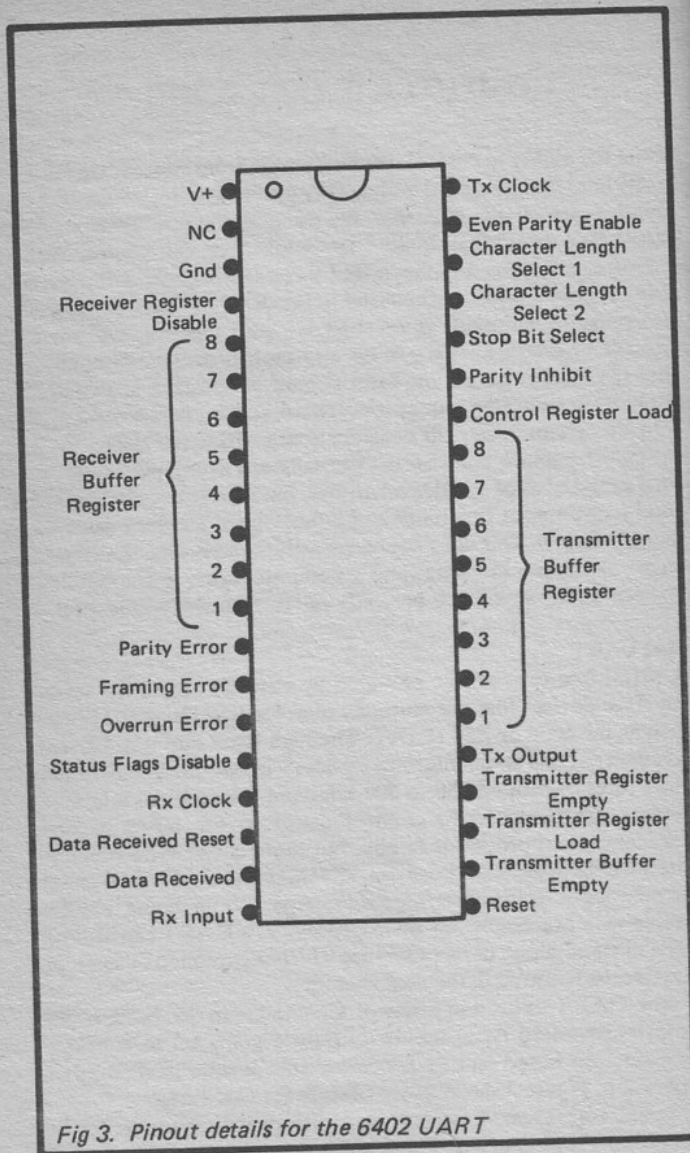 V+
NC
Gnd
Receiver Register
Disable
8
7
6
5
4
3
2
1
Receiver
Buffer
Register
Parity Error
Framing Error
Overrun Error
Status Flags Disable
Rx Clock
Data Received Reset
Data Received
Rx Input
Tx Clock
Even Parity Enable
Character Length
Select 1
Character Length
Select 2
Stop Bit Select
Parity Inhibit
Control Register Load
8
7
6
5
4
3
2
1
Transmitter
Buffer
Register
Tx Output
Transmitter Register
Empty
Transmitter Register
Load
Transmitter Buffer
Empty
Reset
Fig 3. Pinout details for the 6402 UART